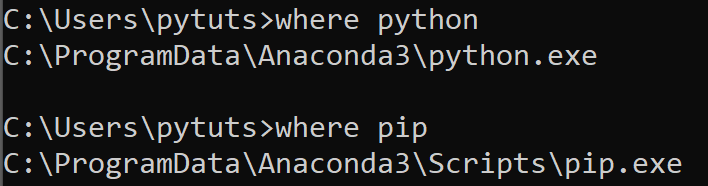 C:\Users\pytuts>where python
C:\ProgramData\Anaconda3\python.exe
C:\Users\pytuts>where pip
C:\ProgramData\Anaconda3\Scripts\pip.exe